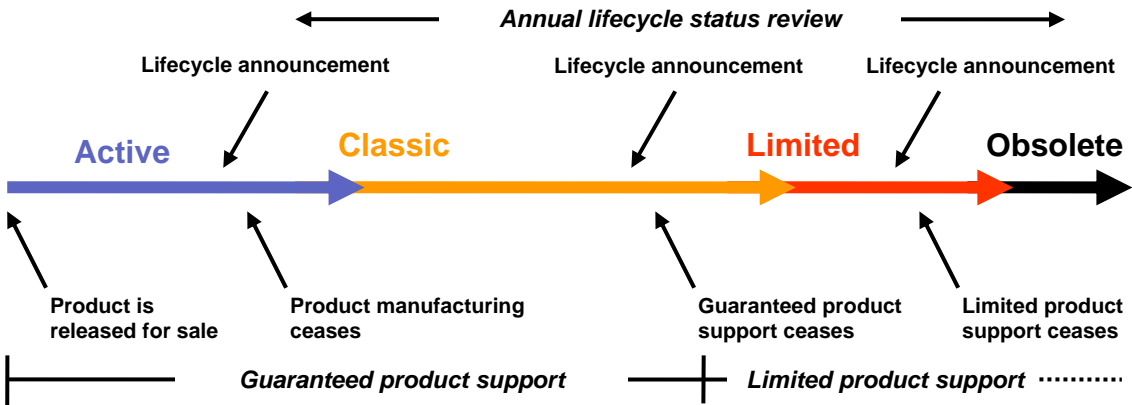 Annual lifecycle status review
Lifecycle announcement
Lifecycle announcement
Lifecycle announcement
Active
Classic
Limited
Obsolete
Product is
released for sale
Product manufacturing
ceases
Guaranteed product
support ceases
Limited product
support ceases
Guaranteed product support
Limited product support